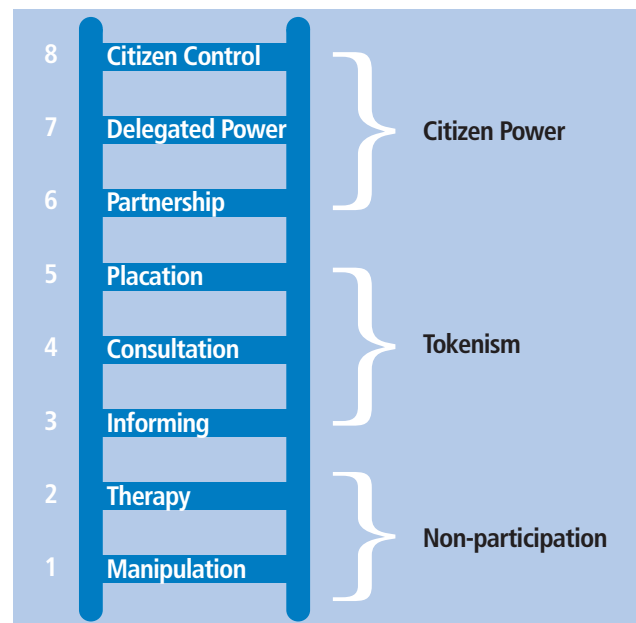 8 Citizen Control
7 Delegated Power
Citizen Power
6 Partnership
5 Placation
4 Consultation
Tokenism
3 Informing
2 Therapy
Non-participation
1 Manipulation